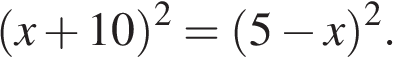 (x + 10)² = (5 − x)².